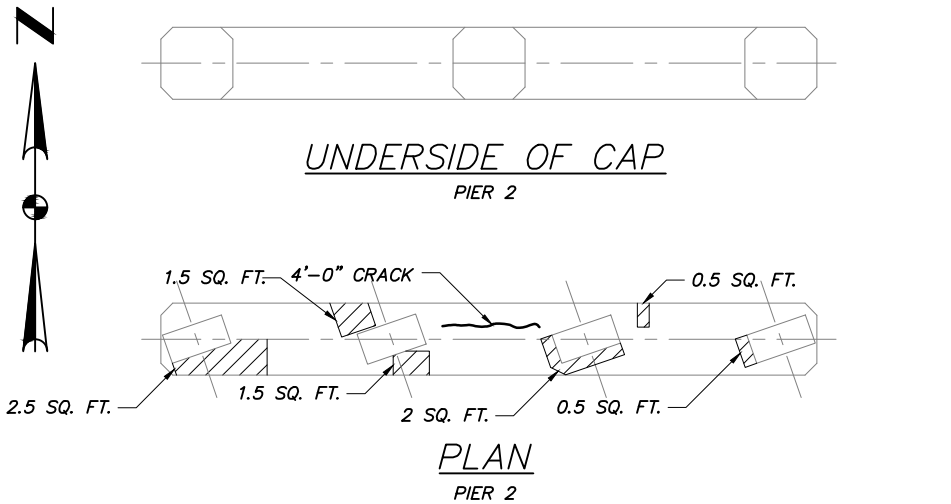 N
UNDERSIDE OF CAP
PIER 2
1.5 SQ. FT.
4'-0" CRACK
0.5 SQ. FT.
2.5 SQ. FT.
1.5 SQ. FT.
2 SQ. FT.
0.5 SQ. FT.
PLAN
PIER 2